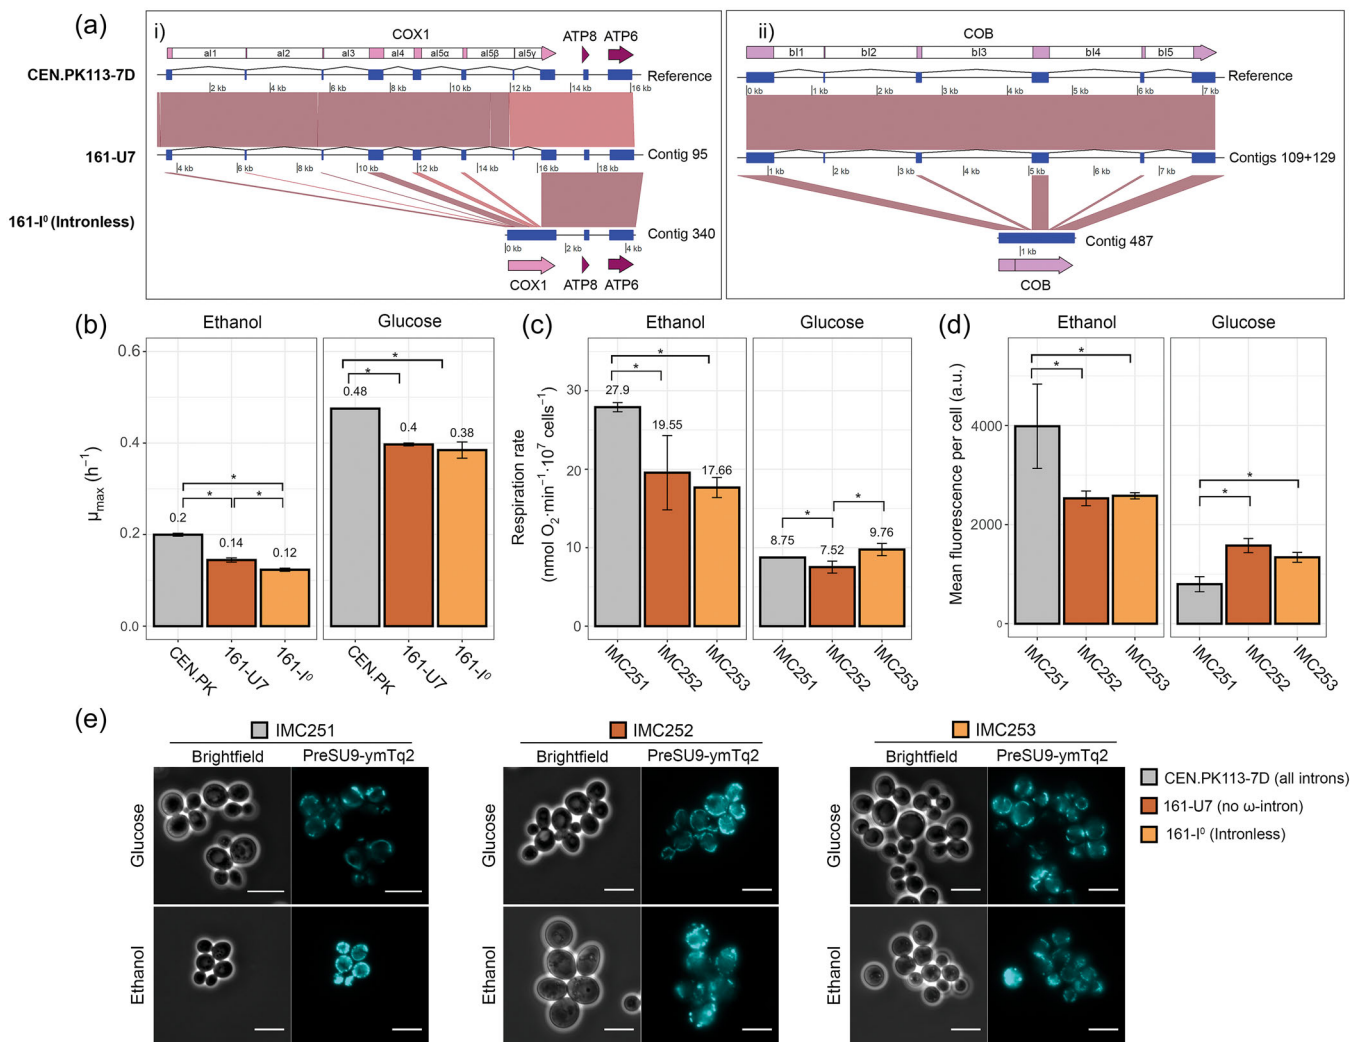 (a)
i)
COX1
ATP8 ATP6
aI1 aI2 aI3 aI4 aI5α aI5β aI5γ
CEN.PK113-7D
Reference
2 kb 4 kb 6 kb 8 kb 10 kb 12 kb 14 kb 16 kb
161-U7
Contig 95
4 kb 6 kb 8 kb 10 kb 12 kb 14 kb 16 kb 18 kb
161-I⁰ (Intronless)
Contig 340
0 kb 2 kb 4 kb
COX1 ATP8 ATP6
ii)
COB
bI1 bI2 bI3 bI4 bI5
Reference
0 kb 1 kb 2 kb 3 kb 4 kb 5 kb 6 kb 7 kb
Contigs 109+129
1 kb 2 kb 3 kb 5 kb 6 kb 7 kb
Contig 487
1 kb
COB
(b)
Ethanol Glucose
μmax (h⁻¹)
0.6
0.4
0.2
0.0
* * *
0.2 0.14 0.12
* *
0.48 0.4 0.38
CEN.PK 161-U7 161-I⁰ CEN.PK 161-U7 161-I⁰
(c)
Ethanol Glucose
Respiration rate
(nmol O₂·min⁻¹·10⁷ cells⁻¹)
30
20
10
0
* *
27.9 19.55 17.66
* *
8.75 7.52 9.76
IMC251 IMC252 IMC253 IMC251 IMC252 IMC253
(d)
Ethanol Glucose
Mean fluorescence per cell (a.u.)
4000
2000
0
* *
* *
IMC251 IMC252 IMC253 IMC251 IMC252 IMC253
(e)
IMC251 IMC252 IMC253
Brightfield PreSU9-ymTq2 Brightfield PreSU9-ymTq2 Brightfield PreSU9-ymTq2
Glucose Glucose Glucose
Ethanol Ethanol Ethanol
CEN.PK113-7D (all introns)
161-U7 (no ω-intron)
161-I⁰ (Intronless)